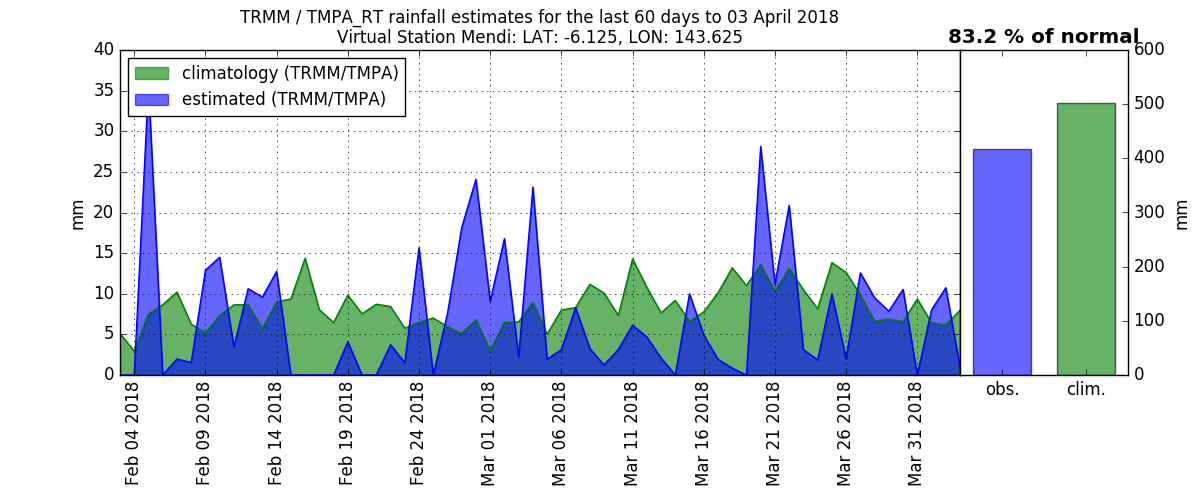 TRMM / TMPA_RT rainfall estimates for the last 60 days to 03 April 2018
Virtual Station Mendi: LAT: -6.125, LON: 143.625
83.2 % of normal
climatology (TRMM/TMPA)
estimated (TRMM/TMPA)
mm
40
35
30
25
20
15
10
5
0
Feb 04 2018
Feb 09 2018
Feb 14 2018
Feb 19 2018
Feb 24 2018
Mar 01 2018
Mar 06 2018
Mar 11 2018
Mar 16 2018
Mar 21 2018
Mar 26 2018
Mar 31 2018
obs.
clim.
600
500
400
300
200
100
0
mm